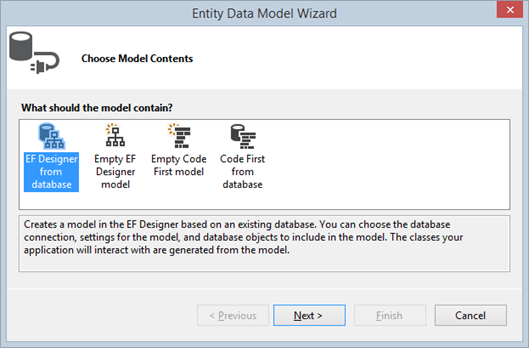 Entity Data Model Wizard
Choose Model Contents
What should the model contain?
EF Designer
from
database
Empty EF
Designer
model
Empty Code
First model
Code First
from
database
Creates a model in the EF Designer based on an existing database. You can choose the database
connection, settings for the model, and database objects to include in the model. The classes your
application will interact with are generated from the model.
< Previous
Next >
Finish
Cancel